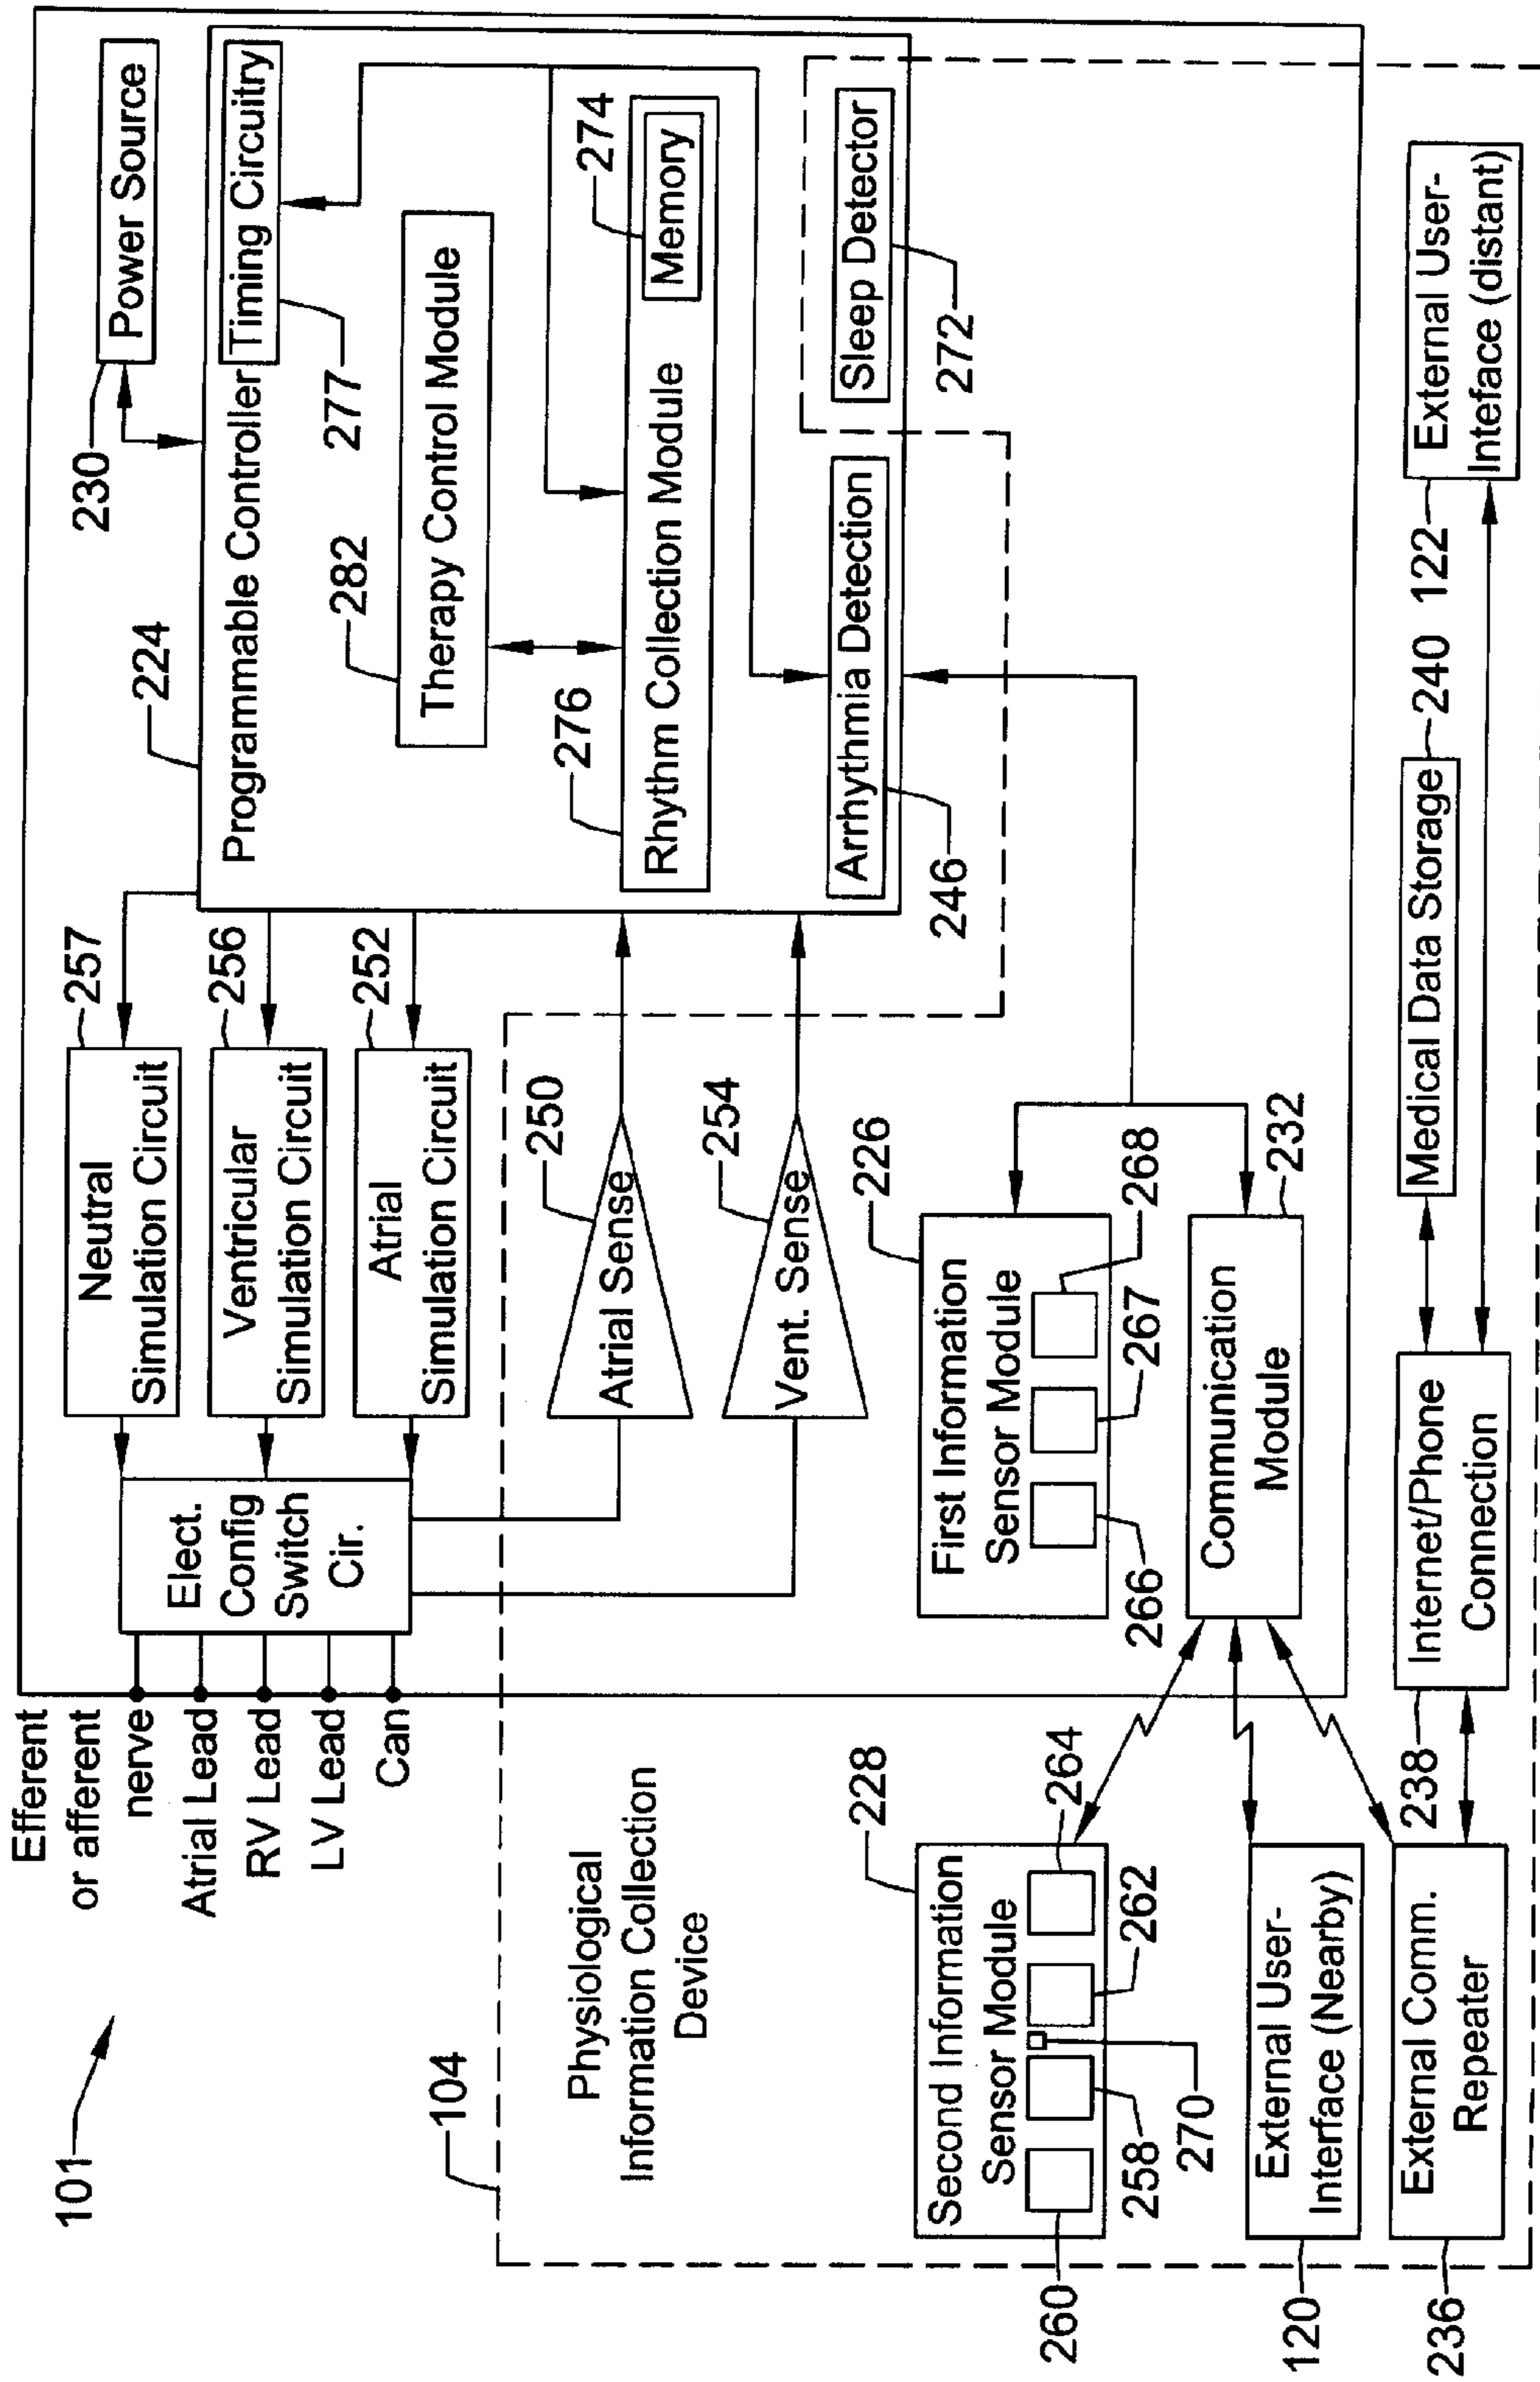 101
Efferent
or afferent
nerve
Atrial Lead
RV Lead
LV Lead
Can
Elect.
Config
Switch
Cir.
Neutral
Simulation Circuit
257
Ventricular
Simulation Circuit
256
Atrial
Simulation Circuit
252
224
230
Power Source
Programmable Controller
Timing Circuitry
277
282
Therapy Control Module
276
Rhythm Collection Module
274
Memory
Arrhythmia Detection
246
Sleep Detector
272
104
Physiological
Information Collection
Device
Atrial Sense
250
Vent. Sense
254
226
First Information
Sensor Module
266
267
268
Communication
Module
232
228
Second Information
Sensor Module
260
258
270
262
264
External User-
Interface (Nearby)
120
External Comm.
Repeater
236
Internet/Phone
Connection
238
Medical Data Storage
240
122
External User-
Inteface (distant)